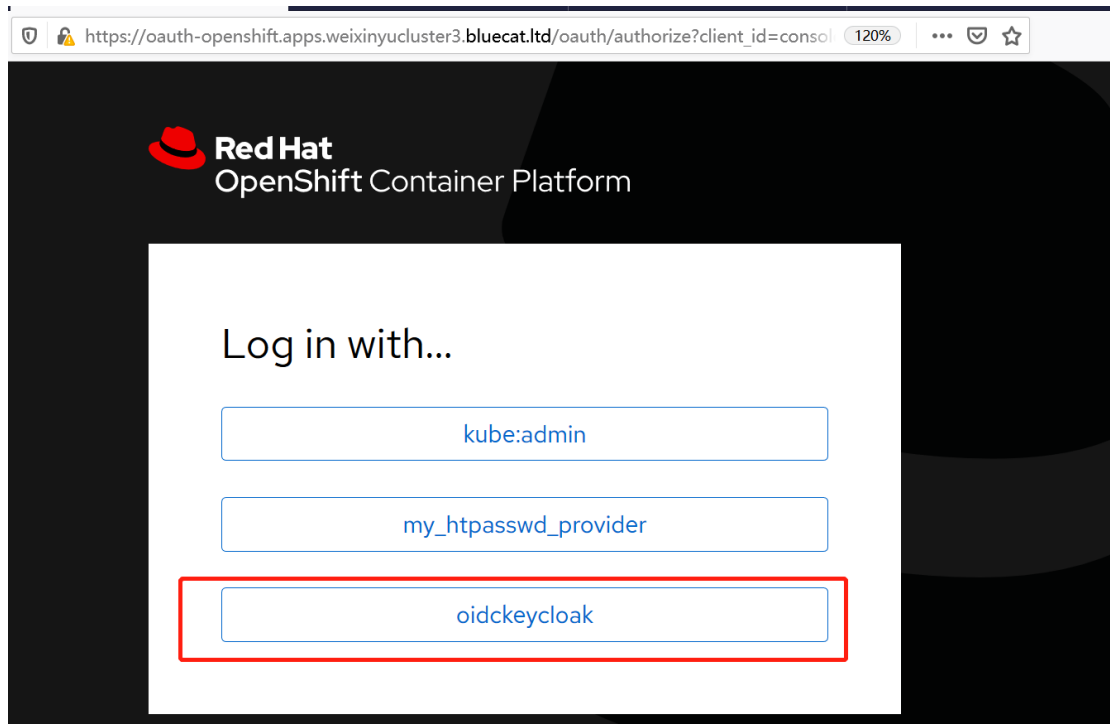 https://oauth-openshift.apps.weixinyucluster3.bluecat.ltd/oauth/authorize?client_id=consol 120%
Red Hat
OpenShift Container Platform
Log in with...
kube:admin
my_htpasswd_provider
oidckeycloak